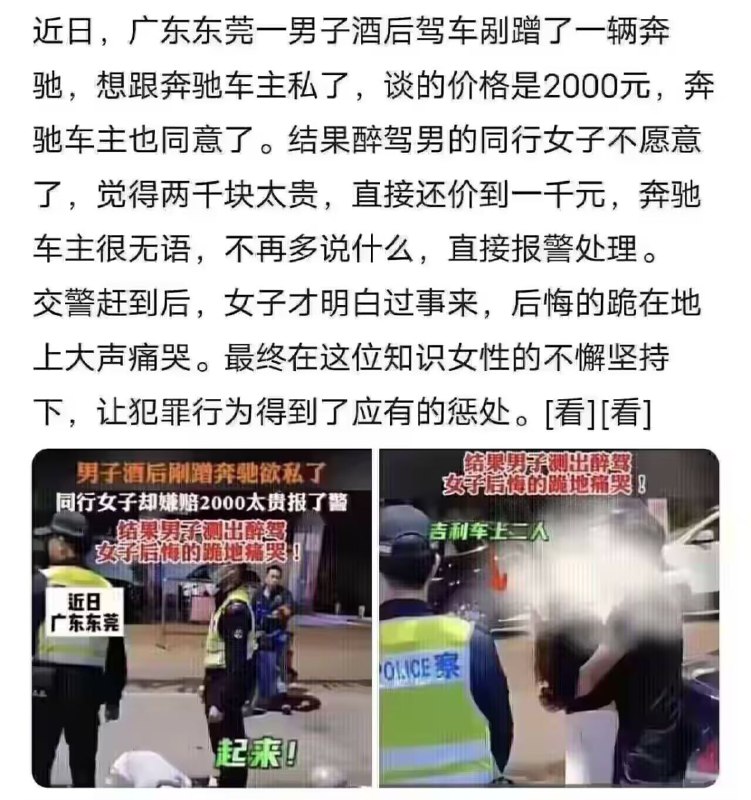 近日，广东东莞一男子酒后驾车剐蹭了一辆奔
驰，想跟奔驰车主私了，谈的价格是2000元，奔
驰车主也同意了。结果醉驾男的同行女子不愿意
了，觉得两千块太贵，直接还价到一千元，奔驰
车主很无语，不再多说什么，直接报警处理。
交警赶到后，女子才明白过事来，后悔的跪在地
上大声痛哭。最终在这位知识女性的不懈坚持
下，让犯罪行为得到了应有的惩处。[看][看]
男子酒后剐蹭奔驰欲私了
同行女子却嫌赔2000太贵报了警
结果男子测出醉驾
女子后悔的跪地痛哭！
近日
广东东莞
起来！
结果男子测出醉驾
女子后悔的跪地痛哭！
吉利车上二人
POLICE 察